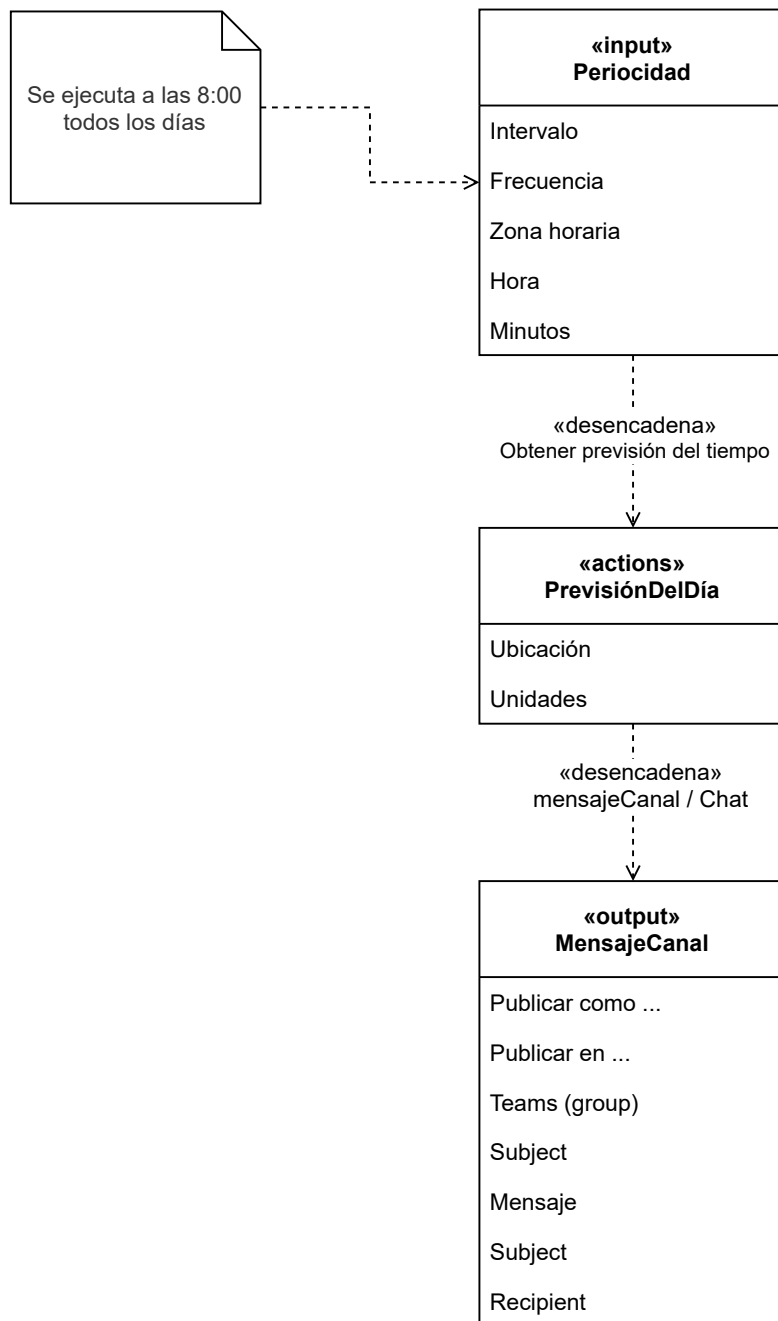 Se ejecuta a las 8:00
todos los días
«input»
Periocidad
Intervalo
Frecuencia
Zona horaria
Hora
Minutos
«desencadena»
Obtener previsión del tiempo
«actions»
PrevisiónDelDía
Ubicación
Unidades
«desencadena»
mensajeCanal / Chat
«output»
MensajeCanal
Publicar como ...
Publicar en ...
Teams (group)
Subject
Mensaje
Subject
Recipient